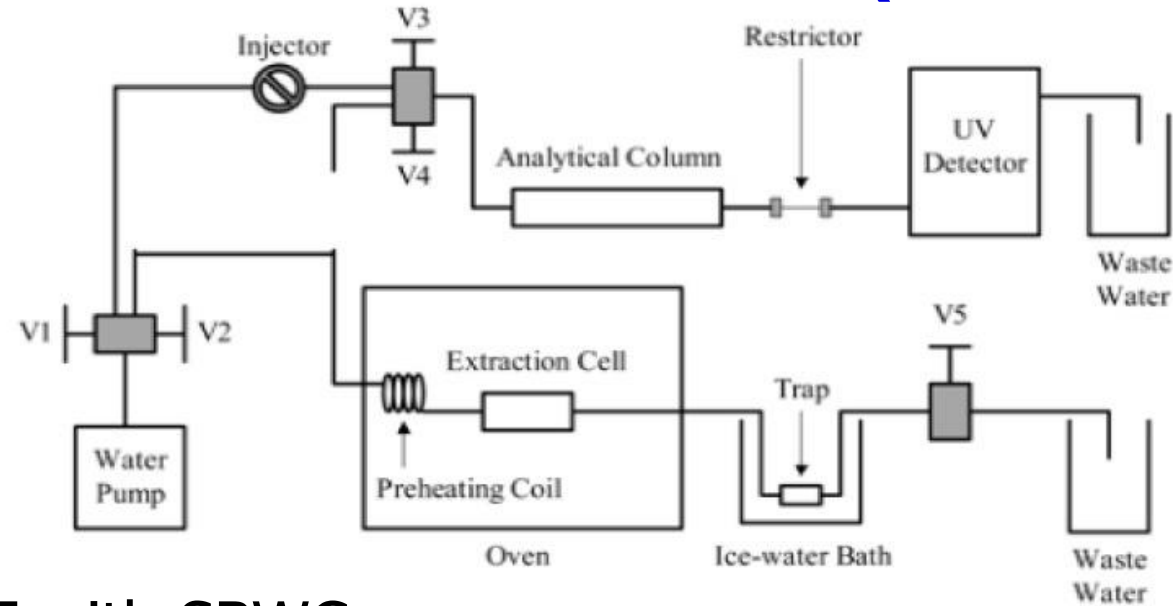 V3
Injector
Restrictor
V4
Analytical Column
UV
Detector
Waste
Water
V1
V2
V5
Extraction Cell
Trap
Water
Pump
Preheating Coil
Oven
Ice-water Bath
Waste
Water